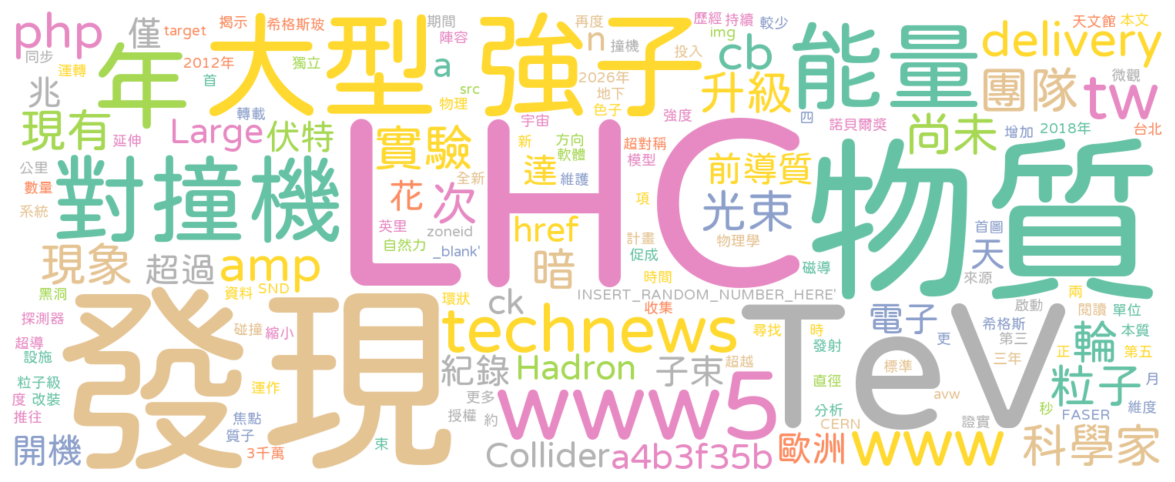 php 僅 target 揭示 希格斯玻 期間 再度 歷經 持續 較少 天文館 本文
年 大型 強子 陣容 n 撞機 img 投入 cb 能量 delivery
同步 運轉 2012年 獨立 a src 2026年 微觀
兆 首 物理 地下 色子 升級 團隊 tw
現有 轉載 Large 伏特 宇宙 強度 四 諾貝爾獎 尚未 增加 2018年 台北
延伸 實驗 新 方向 軟體 超對稱 模型
公里 對撞機 LHC 達 維護 前導質 物質
數量 花 次 全新 項 光束
系統 英里 zoneid href 計畫 物理學 首圖
現象 超過 amp 自然力 _blank' 暗 促成 天 來源
黑洞 資料 SND 環狀 ck INSERT_RANDOM_NUMBER_HERE' 時間 磁導
探測器 發現 碰撞 縮小 technews 收集 TeV 電子 啟動 兩 閱讀 單位
超導 尋找 時 希格斯 第三 輪 本質
設施 紀錄 Hadron 子束 超越 發射 更 三年 正 第五
粒子級 運作 更多 www 5 直徑 標準 粒子 月
度 改裝 焦點 授權 約 分析 avw 秒 維度
推往 質子 CERN 證實 FASER
開機 3千萬 束 Collider a4b3f35b 歐洲 www 科學家